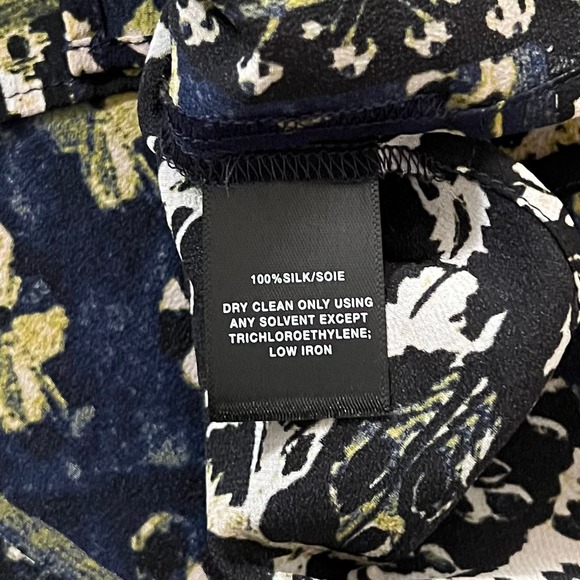 100%SILK/SOIE
DRY CLEAN ONLY USING
ANY SOLVENT EXCEPT
TRICHLOROETHYLENE;
LOW IRON